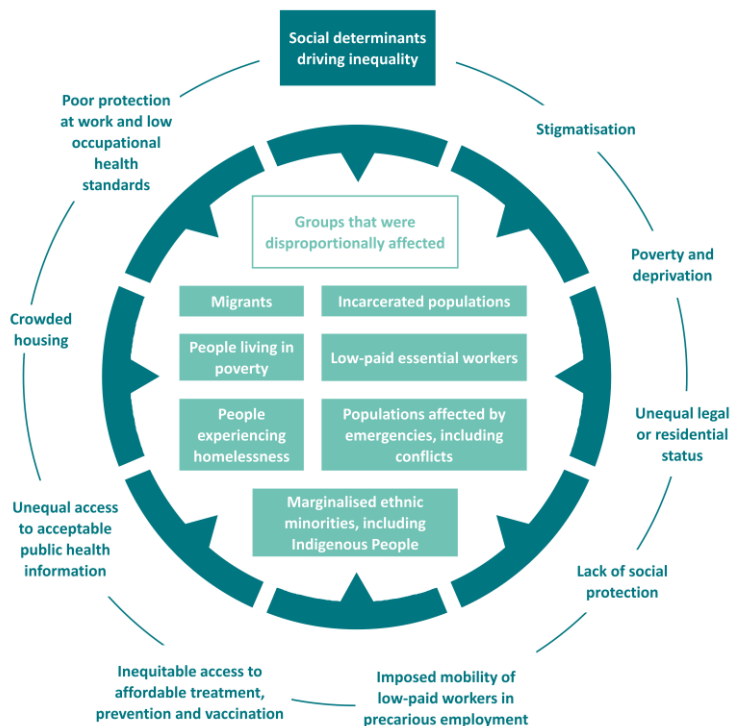 Social determinants
driving inequality
Stigmatisation
Poverty and
deprivation
Unequal legal
or residential
status
Lack of social
protection
Imposed mobility of
low-paid workers in
precarious employment
Inequitable access to
affordable treatment,
prevention and vaccination
Unequal access
to acceptable
public health
information
Crowded
housing
Poor protection
at work and low
occupational
health
standards
Groups that were
disproportionally affected
Migrants
Incarcerated populations
People living in
poverty
Low-paid essential workers
People
experiencing
homelessness
Populations affected by
emergencies, including
conflicts
Marginalised ethnic
minorities, including
Indigenous People